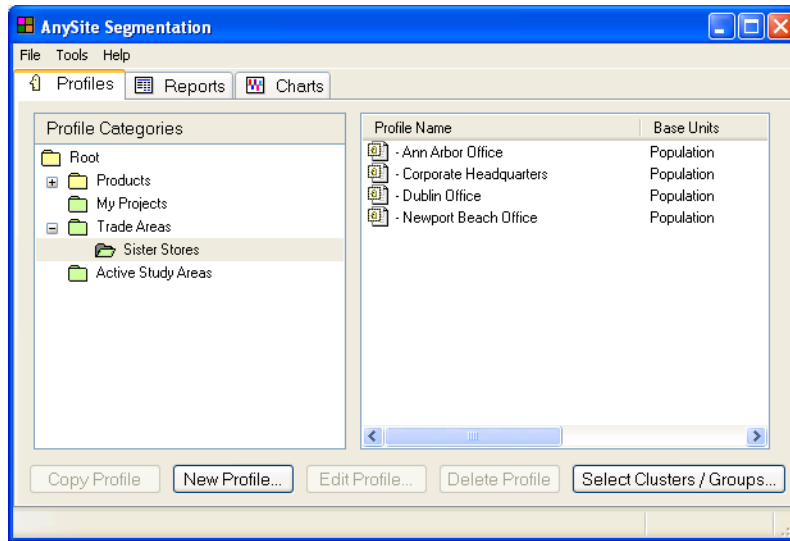 AnySite Segmentation
File Tools Help
Profiles Reports Charts
Profile Categories
Root
Products
My Projects
Trade Areas
Sister Stores
Active Study Areas
Profile Name Base Units
- Ann Arbor Office Population
- Corporate Headquarters Population
- Dublin Office Population
- Newport Beach Office Population
Copy Profile New Profile... Edit Profile... Delete Profile Select Clusters / Groups...